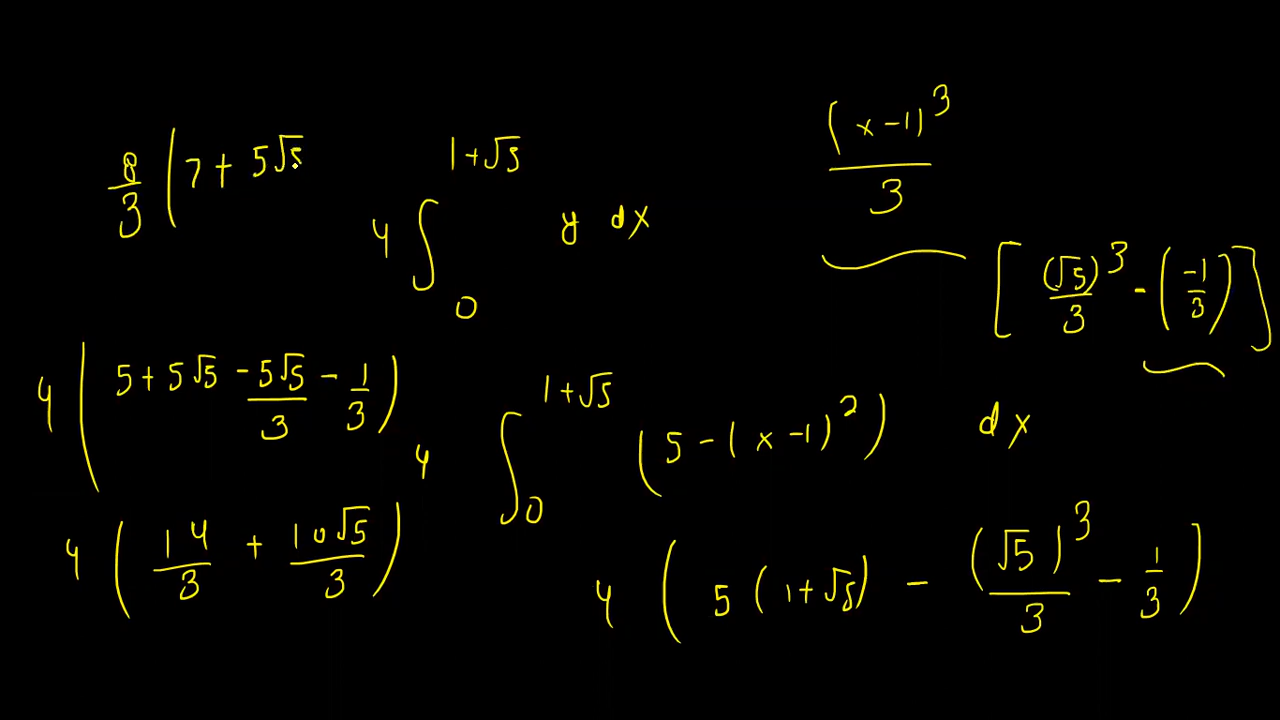 8/3 (7 + 5√5
4 ∫₀^(1+√5) y dx
(x-1)^3 / 3
[ (√5)^3/3 - (-1/3) ]
4 ( 5 + 5√5 - 5√5/3 - 1/3 )
4 ∫₀^(1+√5) (5 - (x-1)^2) dx
4 ( 14/3 + 10√5/3 )
4 ( 5 (1+√5) - (√5)^3/3 - 1/3 )